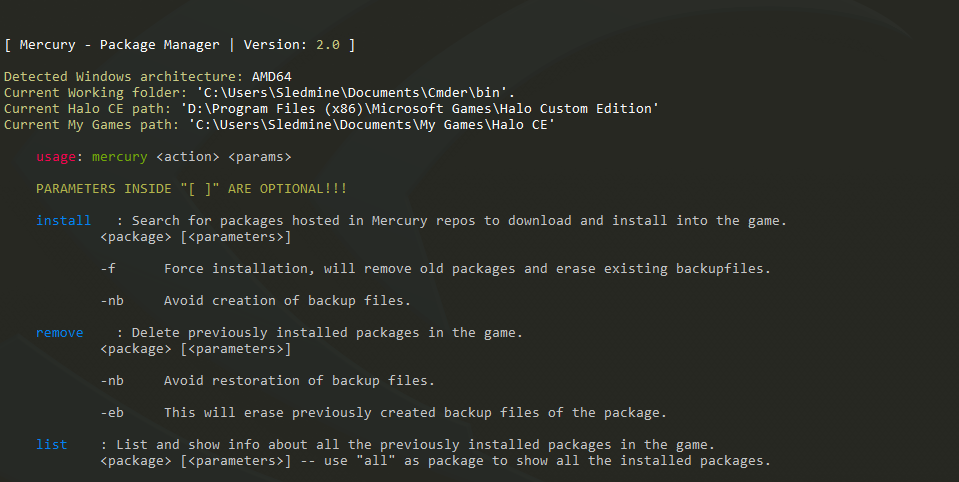 [ Mercury - Package Manager | Version: 2.0 ]
Detected Windows architecture: AMD64
Current Working folder: 'C:\Users\Sledmine\Documents\Cmder\bin'.
Current Halo CE path: 'D:\Program Files (x86)\Microsoft Games\Halo Custom Edition'
Current My Games path: 'C:\Users\Sledmine\Documents\My Games\Halo CE'
usage: mercury <action> <params>
PARAMETERS INSIDE "[ ]" ARE OPTIONAL!!!
install : Search for packages hosted in Mercury repos to download and install into the game.
<package> [<parameters>]
-f Force installation, will remove old packages and erase existing backupfiles.
-nb Avoid creation of backup files.
remove : Delete previously installed packages in the game.
<package> [<parameters>]
-nb Avoid restoration of backup files.
-eb This will erase previously created backup files of the package.
list : List and show info about all the previously installed packages in the game.
<package> [<parameters>] -- use "all" as package to show all the installed packages.